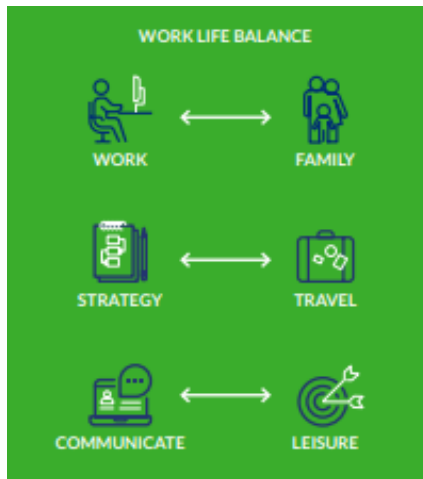 WORK LIFE BALANCE
WORK FAMILY
STRATEGY TRAVEL
COMMUNICATE LEISURE